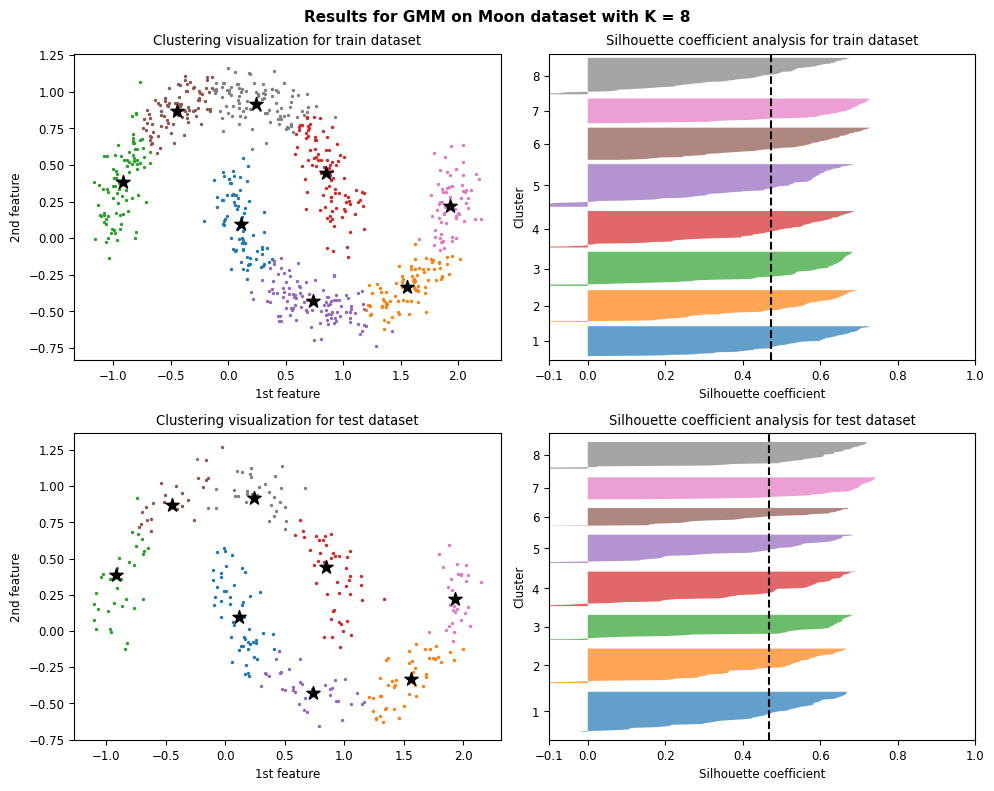 Results for GMM on Moon dataset with K = 8
Clustering visualization for train dataset
1.25
1.00
0.75
0.50
0.25
0.00
−0.25
−0.50
−0.75
2nd feature
−1.0 −0.5 0.0 0.5 1.0 1.5 2.0
1st feature
Silhouette coefficient analysis for train dataset
8
7
6
5
4
3
2
1
Cluster
−0.1 0.0 0.2 0.4 0.6 0.8 1.0
Silhouette coefficient
Clustering visualization for test dataset
1.25
1.00
0.75
0.50
0.25
0.00
−0.25
−0.50
−0.75
2nd feature
−1.0 −0.5 0.0 0.5 1.0 1.5 2.0
1st feature
Silhouette coefficient analysis for test dataset
8
7
6
5
4
3
2
1
Cluster
−0.1 0.0 0.2 0.4 0.6 0.8 1.0
Silhouette coefficient